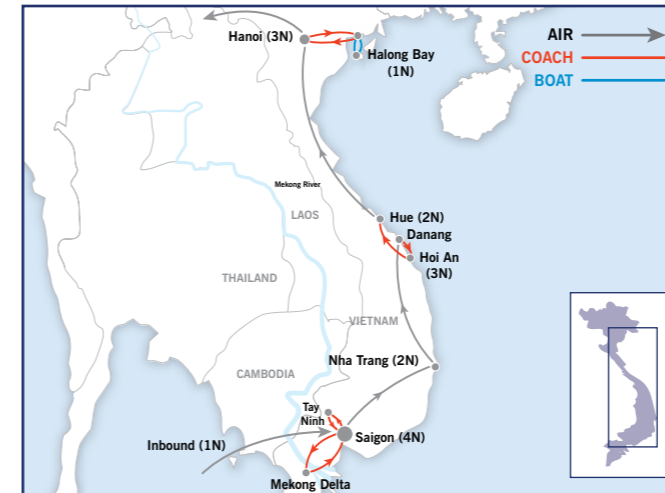 Hanoi (3N)
Halong Bay
(1N)
AIR
COACH
BOAT
Mekong River
LAOS
Hue (2N)
Danang
Hoi An
(3N)
THAILAND
VIETNAM
CAMBODIA
Nha Trang (2N)
Tay
Ninh
Inbound (1N)
Saigon (4N)
Mekong Delta